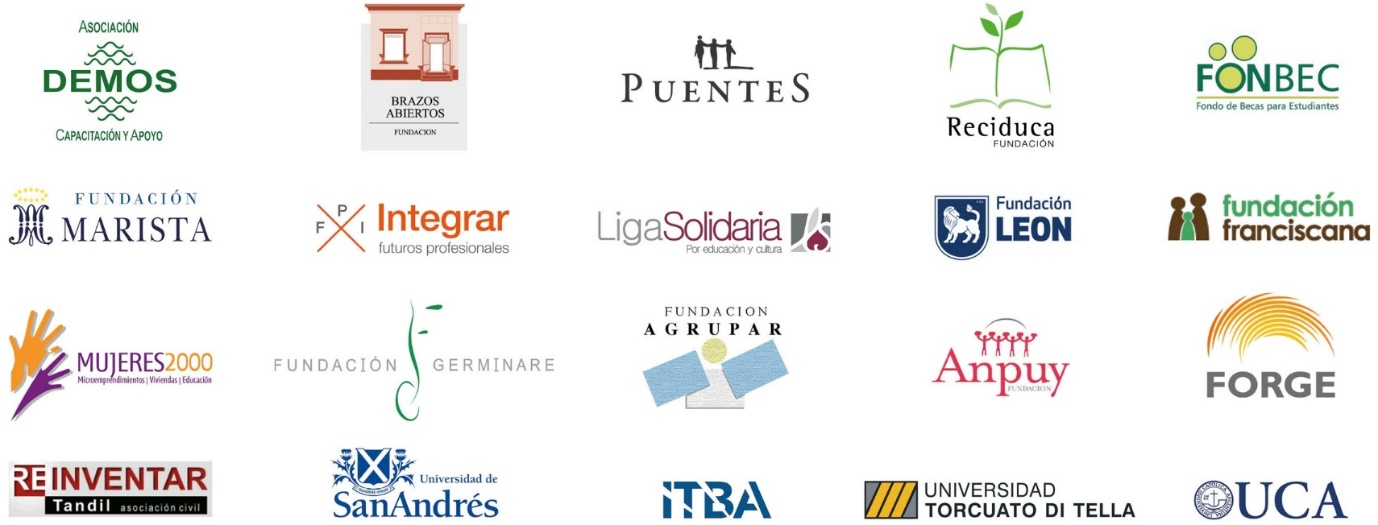 ASOCIACIÓN
DEMOS
CAPACITACIÓN Y APOYO
BRAZOS
ABIERTOS
FUNDACION
PUENTES
Reciduca
FUNDACIÓN
FONBEC
Fondo de Becas para Estudiantes
FUNDACIÓN
MARISTA
F P I
Integrar
futuros profesionales
LigaSolidaria
Por educación y cultura
Fundación
LEON
fundación
franciscana
MUJERES2000
Microemprendimientos | Viviendas | Educación
FUNDACIÓN GERMINARE
FUNDACION
AGRUPAR
Anpuy
FUNDACION
FORGE
REINVENTAR
Tandil asociación civil
Universidad de
SanAndrés
ITBA
UNIVERSIDAD
TORCUATO DI TELLA
UCA